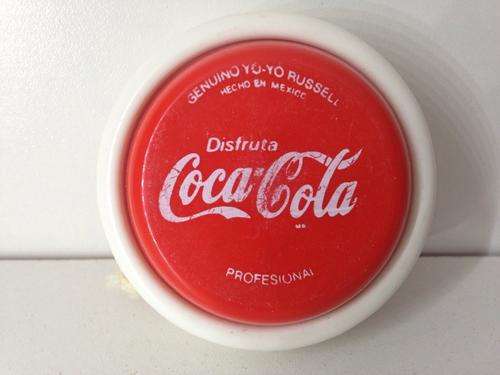 GENUINO YO-YO RUSSELL
HECHO EN MEXICO
Disfruta
Coca-Cola
MR
PROFESIONAL